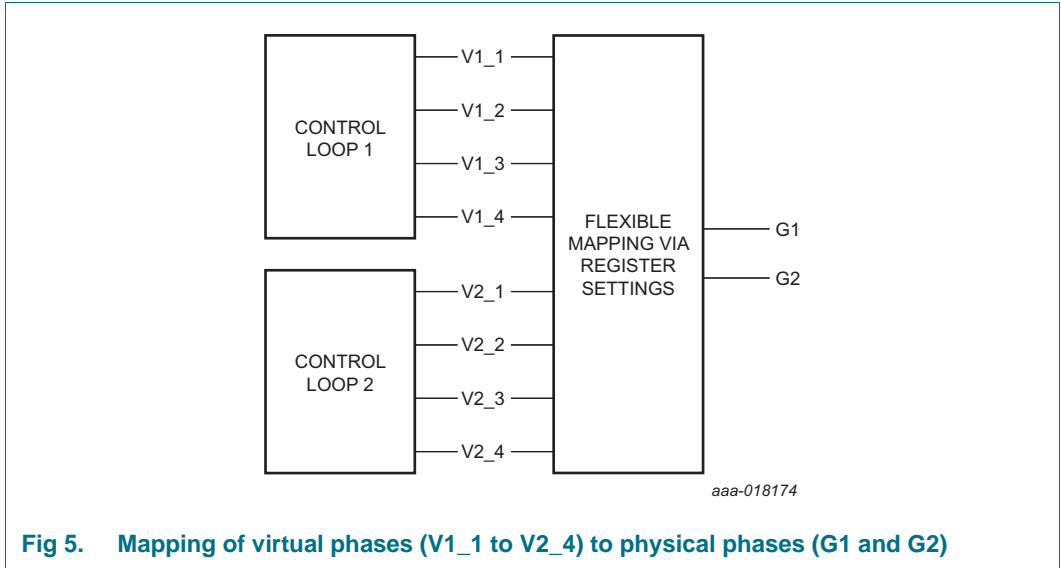 CONTROL
LOOP 1
V1_1
V1_2
V1_3
V1_4
CONTROL
LOOP 2
V2_1
V2_2
V2_3
V2_4
FLEXIBLE
MAPPING VIA
REGISTER
SETTINGS
G1
G2
aaa-018174
Fig 5. Mapping of virtual phases (V1_1 to V2_4) to physical phases (G1 and G2)